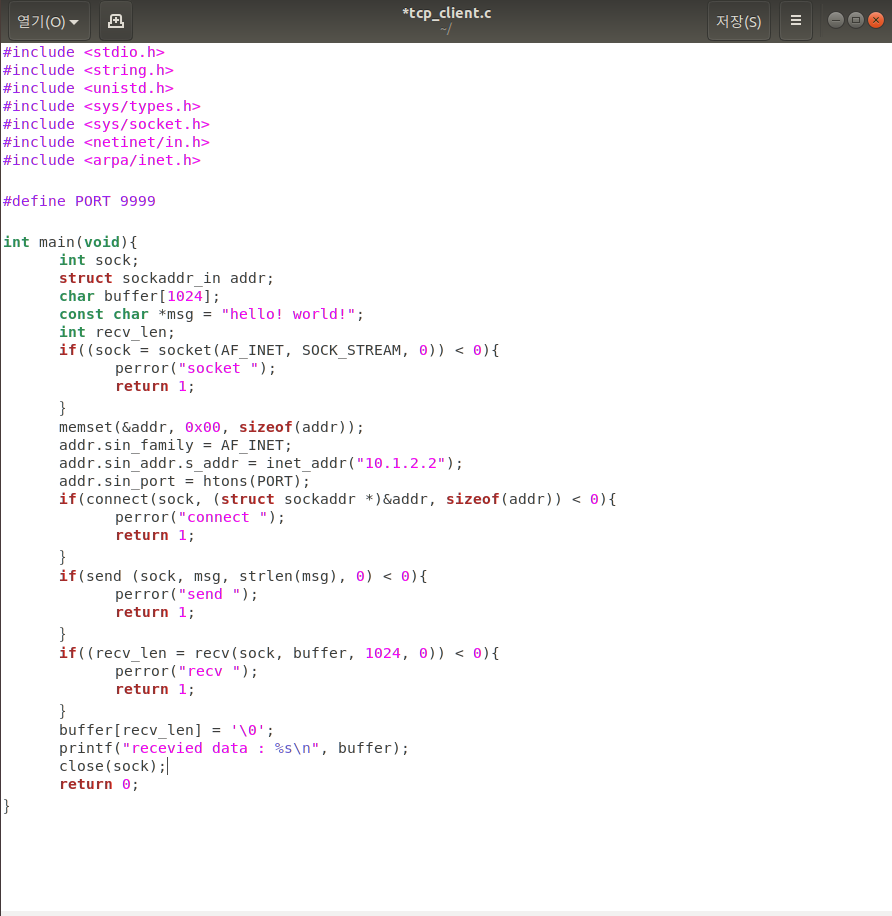 열기(O)
*tcp_client.c
~/
저장(S)
#include <stdio.h>
#include <string.h>
#include <unistd.h>
#include <sys/types.h>
#include <sys/socket.h>
#include <netinet/in.h>
#include <arpa/inet.h>

#define PORT 9999

int main(void){
	int sock;
	struct sockaddr_in addr;
	char buffer[1024];
	const char *msg = "hello! world!";
	int recv_len;
	if((sock = socket(AF_INET, SOCK_STREAM, 0)) < 0){
		perror("socket ");
		return 1;
	}
	memset(&addr, 0x00, sizeof(addr));
	addr.sin_family = AF_INET;
	addr.sin_addr.s_addr = inet_addr("10.1.2.2");
	addr.sin_port = htons(PORT);
	if(connect(sock, (struct sockaddr *)&addr, sizeof(addr)) < 0){
		perror("connect ");
		return 1;
	}
	if(send (sock, msg, strlen(msg), 0) < 0){
		perror("send ");
		return 1;
	}
	if((recv_len = recv(sock, buffer, 1024, 0)) < 0){
		perror("recv ");
		return 1;
	}
	buffer[recv_len] = '\0';
	printf("recevied data : %s\n", buffer);
	close(sock);
	return 0;
}